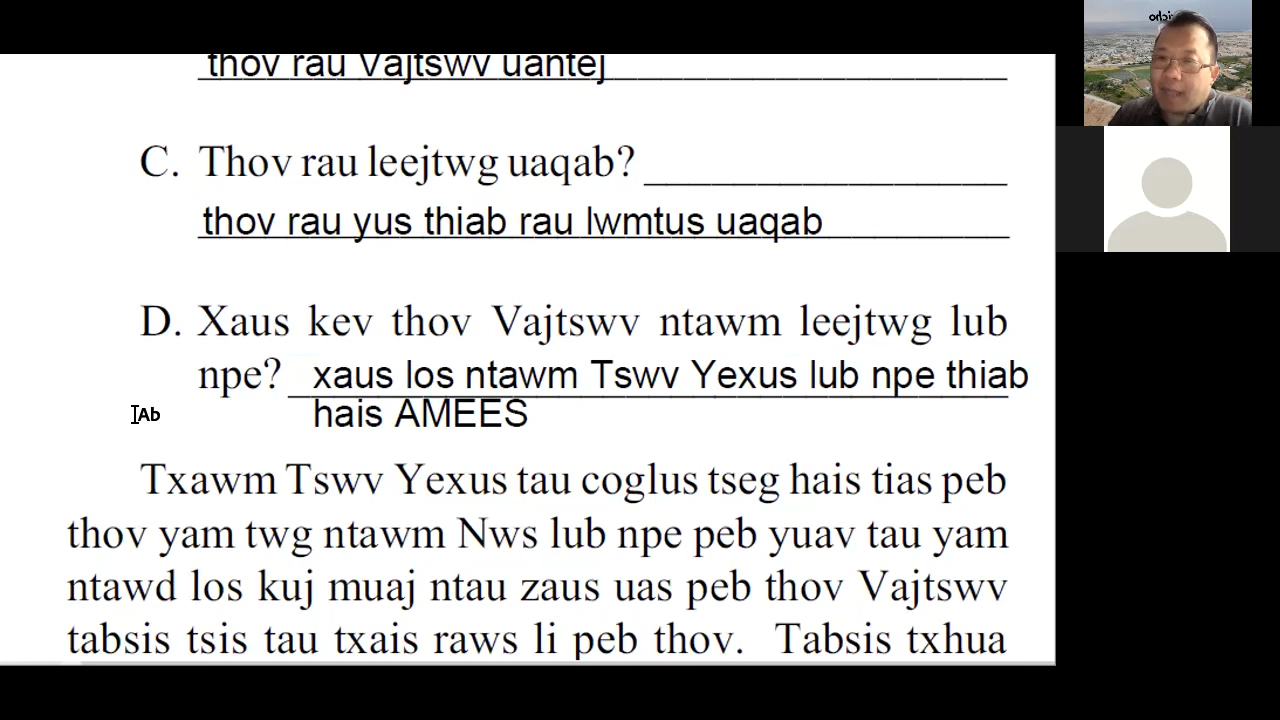 thov rau Vajtswv uantej
C. Thov rau leejtwg uaqab?
thov rau yus thiab rau lwmtus uaqab
D. Xaus kev thov Vajtswv ntawm leejtwg lub
npe? xaus los ntawm Tswv Yexus lub npe thiab
hais AMEES
Ab
Txawm Tswv Yexus tau coglus tseg hais tias peb
thov yam twg ntawm Nws lub npe peb yuav tau yam
ntawd los kuj muaj ntau zaus uas peb thov Vajtswv
tabsis tsis tau txais raws li peb thov. Tabsis txhua